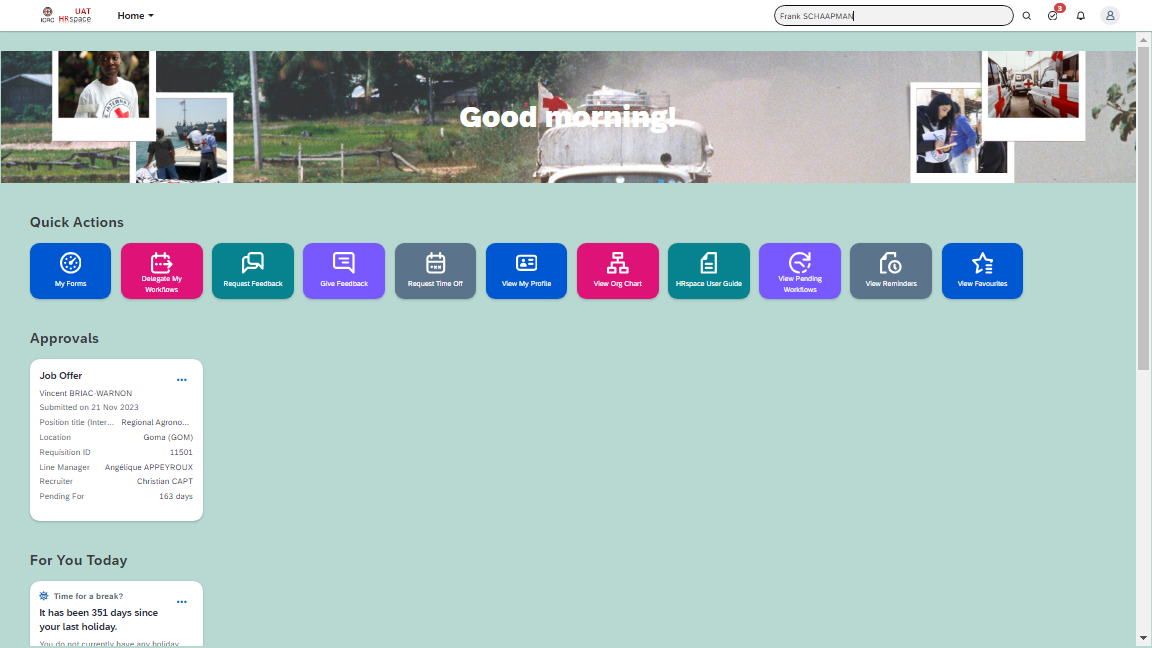 ICRC
UAT
HRspace
Home
Frank SCHAAPMAN
3
Good morning!
Quick Actions
My Forms
Delegate My
Workflows
Request Feedback
Give Feedback
Request Time Off
View My Profile
View Org Chart
HRspace User Guide
View Pending
Workflows
View Reminders
View Favourites
Approvals
Job Offer
Vincent BRIAC-WARNON
Submitted on 21 Nov 2023
Position title (Inter... Regional Agrono...
Location Goma (GOM)
Requisition ID 11501
Line Manager Angélique APPEYROUX
Recruiter Christian CAPT
Pending For 163 days
For You Today
Time for a break?
It has been 351 days since
your last holiday.
You do not currently have any holiday